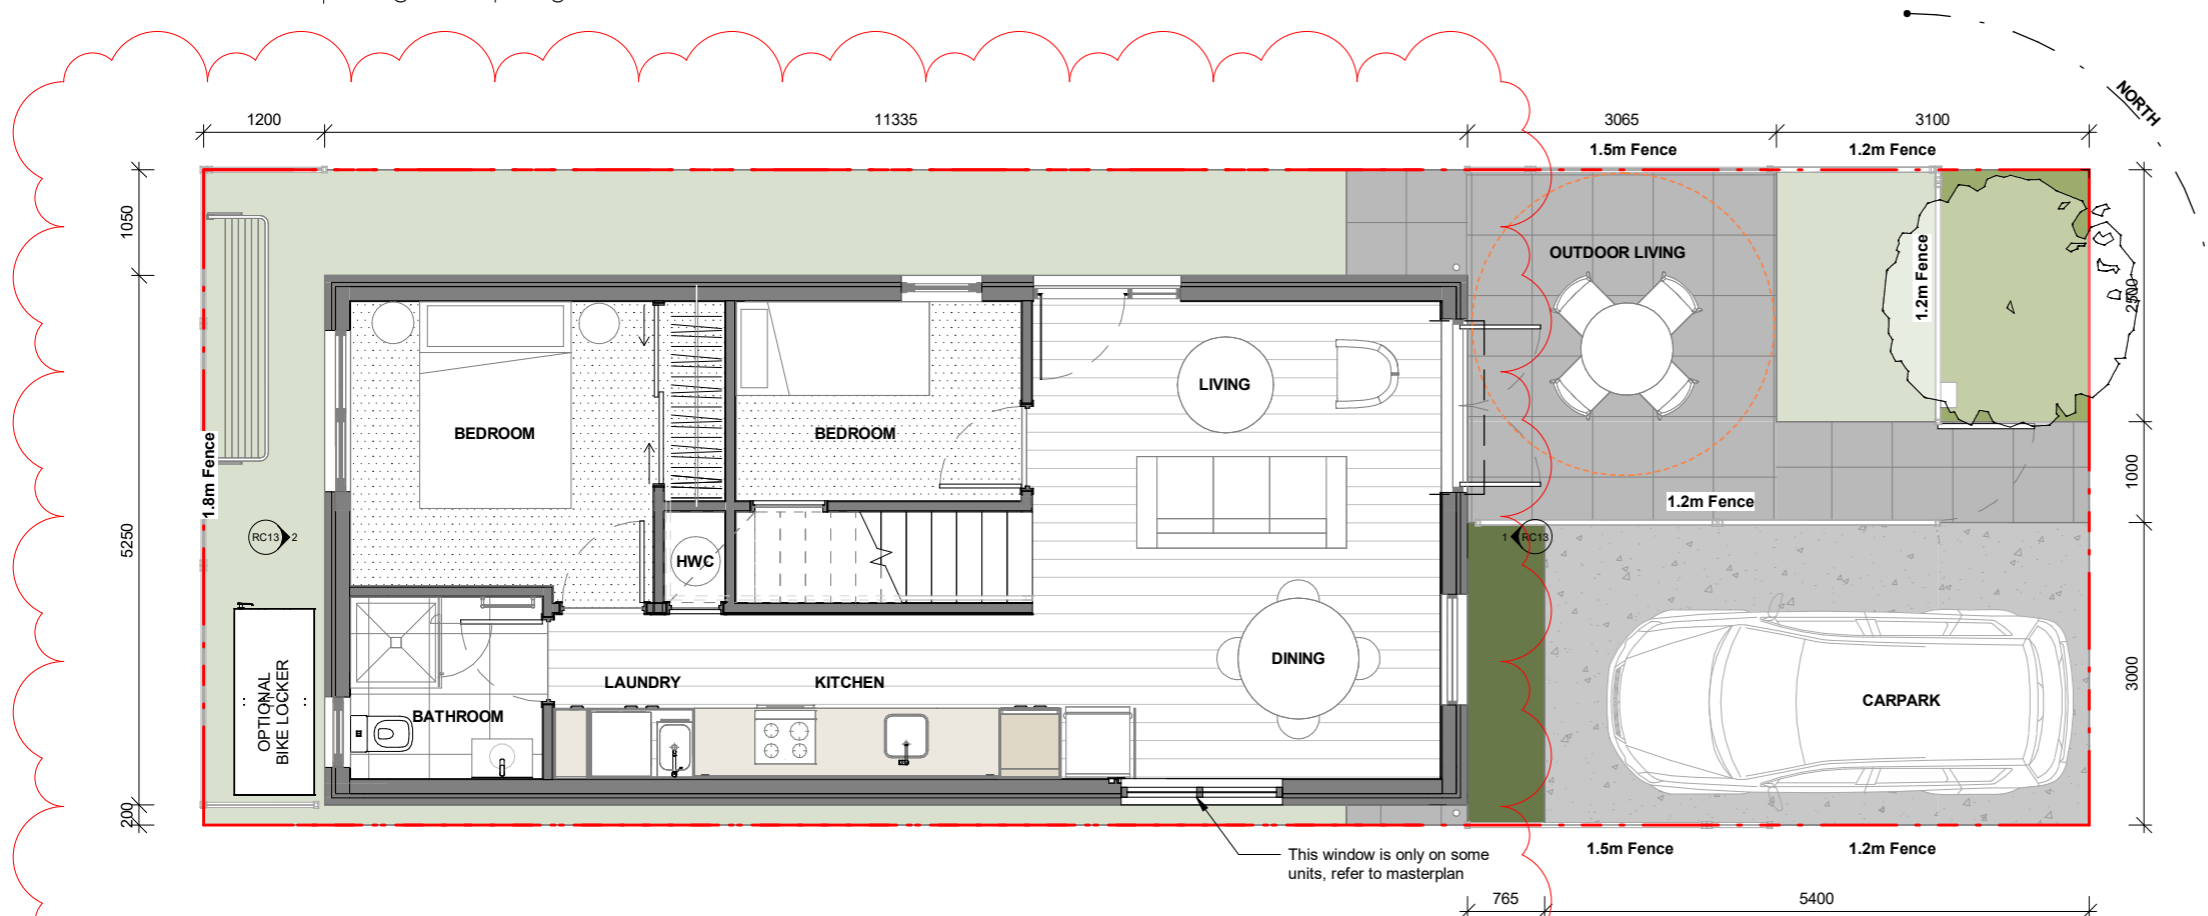 NORTH
1200
11335
3065
3100
1.5m Fence
1.2m Fence
1050
5250
200
1.8m Fence
OUTDOOR LIVING
1.2m Fence
2500
1000
3000
LIVING
BEDROOM
BEDROOM
1.2m Fence
RC13
2
HWC
1
RC13
OPTIONAL
BIKE LOCKER
LAUNDRY
KITCHEN
DINING
BATHROOM
CARPARK
This window is only on some
units, refer to masterplan
1.5m Fence
1.2m Fence
765
5400